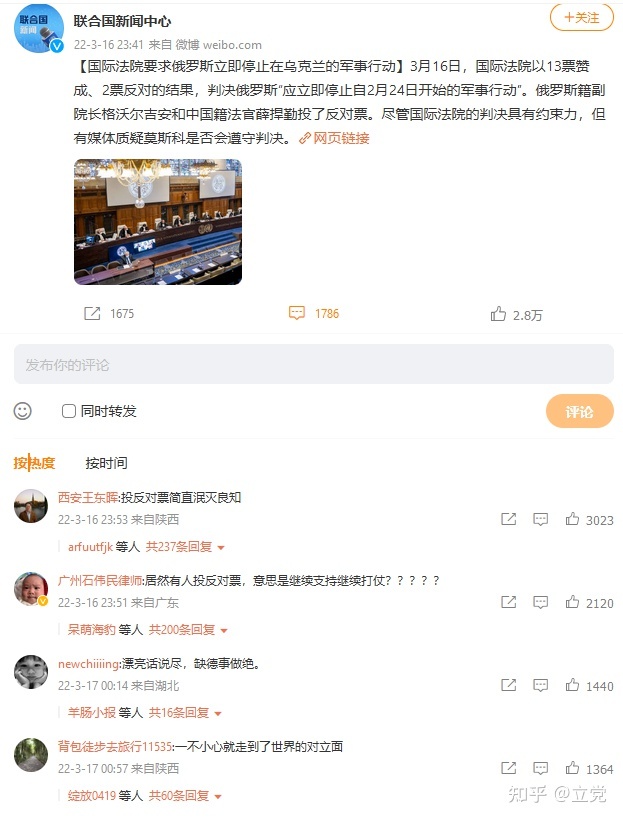 联合国
新闻
联合国新闻中心
+关注
22-3-16 23:41 来自 微博 weibo.com
【国际法院要求俄罗斯立即停止在乌克兰的军事行动】3月16日，国际法院以13票赞
成、2票反对的结果，判决俄罗斯“应立即停止自2月24日开始的军事行动”。俄罗斯籍副
院长格沃尔吉安和中国籍法官薛捍勤投了反对票。尽管国际法院的判决具有约束力，但
有媒体质疑莫斯科是否会遵守判决。网页链接
1675 1786 2.8万
发布你的评论
同时转发 评论
按热度 按时间
西安王东晖:投反对票简直泯灭良知
22-3-16 23:53 来自陕西 3023
arfuutfjk 等人 共237条回复
广州石伟民律师:居然有人投反对票，意思是继续支持继续打仗？？？？？
22-3-16 23:51 来自广东 2120
呆萌海豹 等人 共200条回复
newchiiiing:漂亮话说尽，缺德事做绝。
22-3-17 00:14 来自湖北 1440
羊肠小报 等人 共16条回复
背包徒步去旅行11535:一不小心就走到了世界的对立面
22-3-17 00:57 来自陕西 1364
绽放0419 等人 共60条回复
知乎 @立党